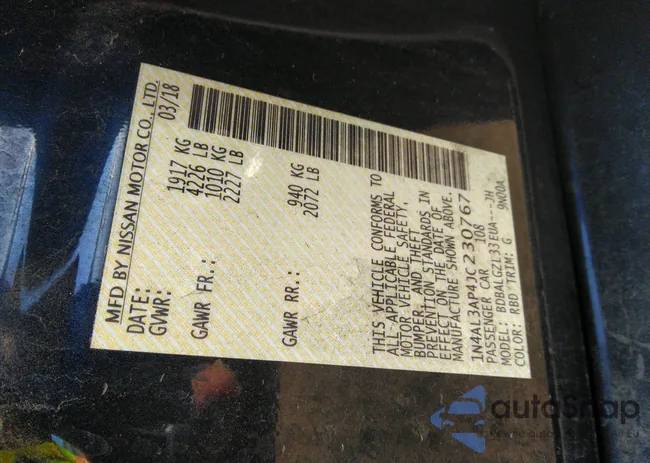 MFD BY NISSAN MOTOR CO., LTD.
DATE: 03/18
GVWR: 1917 KG
4226 LB
GAWR FR.: 1010 KG
2227 LB
GAWR RR.: 940 KG
2072 LB
THIS VEHICLE CONFORMS TO
ALL APPLICABLE FEDERAL
MOTOR VEHICLE SAFETY,
BUMPER, AND THEFT
PREVENTION STANDARDS IN
EFFECT ON THE DATE OF
MANUFACTURE SHOWN ABOVE.
1N4AL3AP4JC230767
PASSENGER CAR 108
MODEL: BDBALGZL33EUA---JH
COLOR: RBD TRIM: G 9N00A
autoSnap